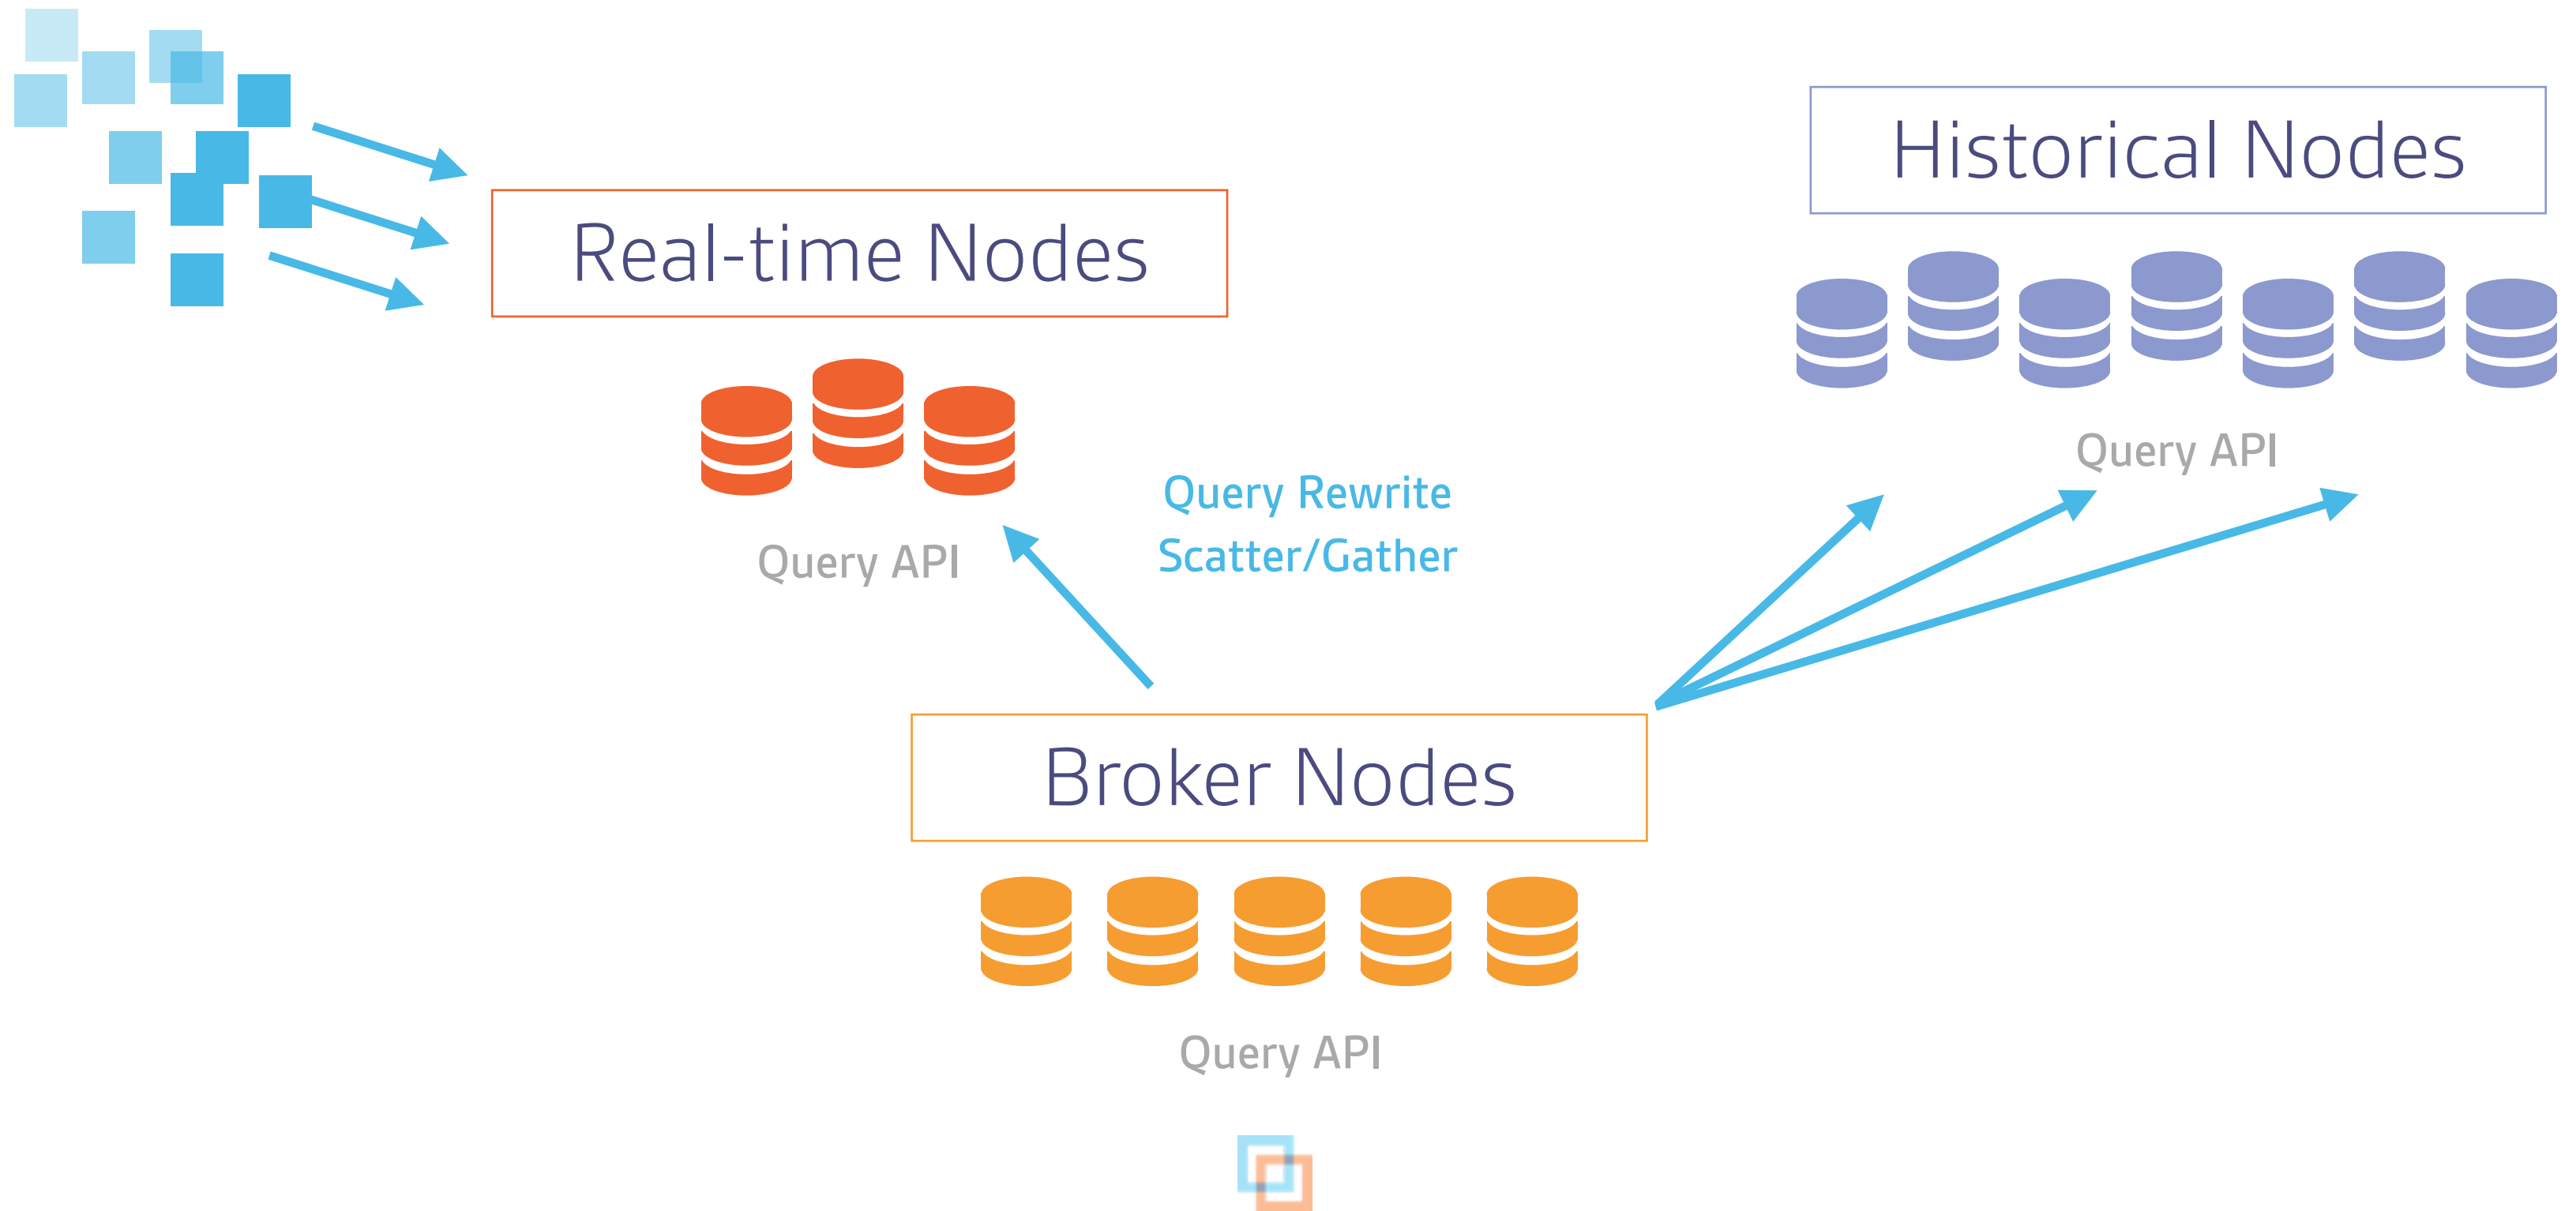 Historical Nodes
Real-time Nodes
Query API
Query Rewrite
Scatter/Gather
Query API
Broker Nodes
Query API